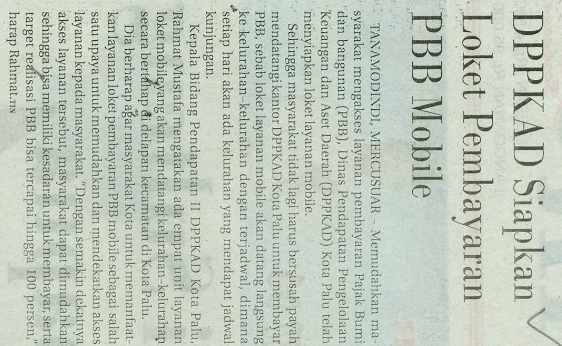 DPPKAD Siapkan
Loket Pembayaran
PBB Mobile
TANAMODINDI, MERCUSUAR - Memudahkan ma-
syarakat mengakses layanan pembayaran Pajak Bumi
dan bangunan (PBB), Dinas Pendapatan Pengelolaan
Keuangan dan Aset Daerah (DPPKAD) Kota Palu telah
menyiapkan loket layanan mobile.
Sehingga masyarakat tidak lagi harus bersusah payah
mendatangi kantor DPPKAD Kota Palu untuk membayar
PBB, sebab loket layanan mobile akan datang langsung
ke kelurahan-kelurahan dengan terjadwal, dimana
setiap hari akan ada kelurahan yang mendapat jadwal
kunjungan.
Kepala Bidang Pendapatan II DPPKAD Kota Palu,
Rahmat Mustafa mengatakan ada empat unit layanan
loket mobile yang akan mendatangi kelurahan-kelurahan
secara bertahap di delapan kecamatan di Kota Palu.
Dia berharap agar masyarakat Kota untuk memanfaat-
kan layanan loket pembayaran PBB mobile sebagai salah
satu upaya untuk memudahkan dan mendekatkan akses
layanan kepada masyarakat. "Dengan semakin dekatnya
akses layanan tersebut, masyarakat dapat dimudahkan
sehingga bisa memiliki kesadaran untuk membayar, serta
target realisasi PBB bisa tercapai hingga 100 persen,"
harap Rahmat.TIN